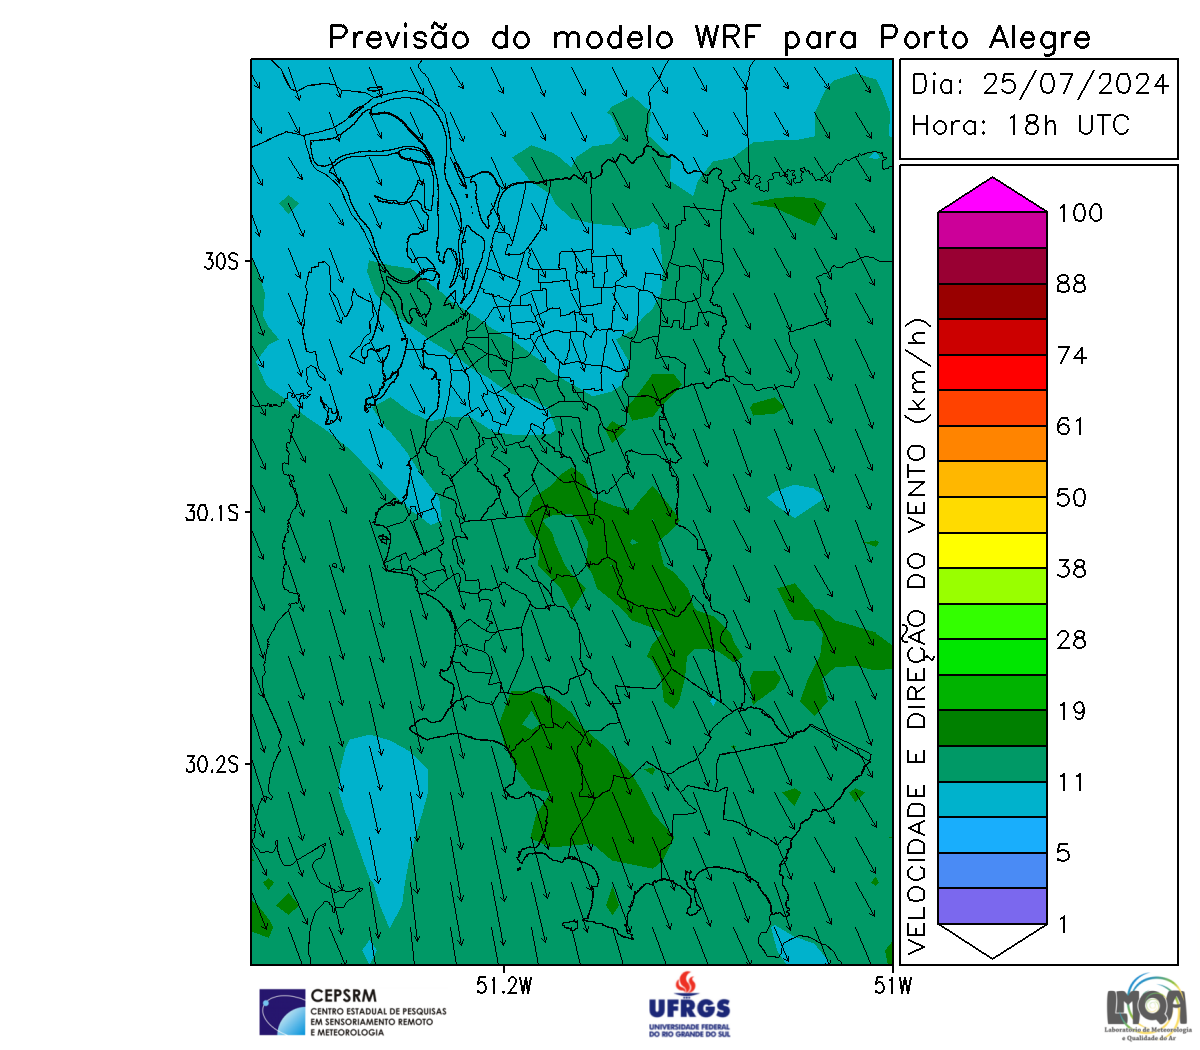 Previsão do modelo WRF para Porto Alegre
Dia: 25/07/2024
Hora: 18h UTC
30S
30.1S
30.2S
51.2W
51W
VELOCIDADE E DIREÇÃO DO VENTO (km/h)
100
88
74
61
50
38
28
19
11
5
1
CEPSRM
CENTRO ESTADUAL DE PESQUISAS
EM SENSORIAMENTO REMOTO
E METEOROLOGIA
UFRGS
UNIVERSIDADE FEDERAL
DO RIO GRANDE DO SUL
LMQA
Laboratório de Meteorologia
e Qualidade do Ar